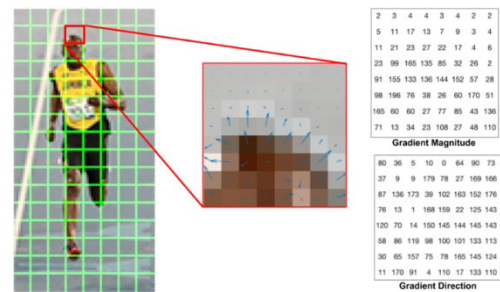 2 3 4 4 3 4 2 2
5 11 17 13 7 9 3 4
11 21 23 27 22 17 4 6
23 99 165 135 85 32 26 2
91 155 133 136 144 152 57 28
98 196 76 38 26 60 170 51
165 60 60 27 77 85 43 136
71 13 34 23 108 27 48 110
Gradient Magnitude
80 36 5 10 0 64 90 73
37 9 9 179 78 27 169 166
87 136 173 39 102 163 152 176
76 13 1 168 159 22 125 143
120 70 14 150 145 144 145 143
58 86 119 98 100 101 133 113
30 65 157 75 78 165 145 124
11 170 91 4 110 17 133 110
Gradient Direction